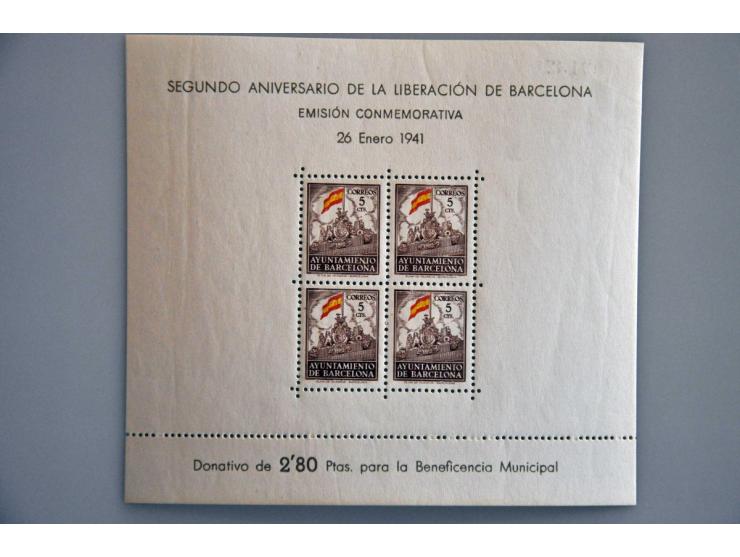 SEGUNDO ANIVERSARIO DE LA LIBERACIÓN DE BARCELONA
EMISIÓN CONMEMORATIVA
26 Enero 1941
CORREOS
5
CTS.
AYUNTAMIENTO
DE BARCELONA
CORREOS
5
CTS.
AYUNTAMIENTO
DE BARCELONA
CORREOS
5
CTS.
AYUNTAMIENTO
DE BARCELONA
CORREOS
5
CTS.
AYUNTAMIENTO
DE BARCELONA
Donativo de 2'80 Ptas. para la Beneficencia Municipal